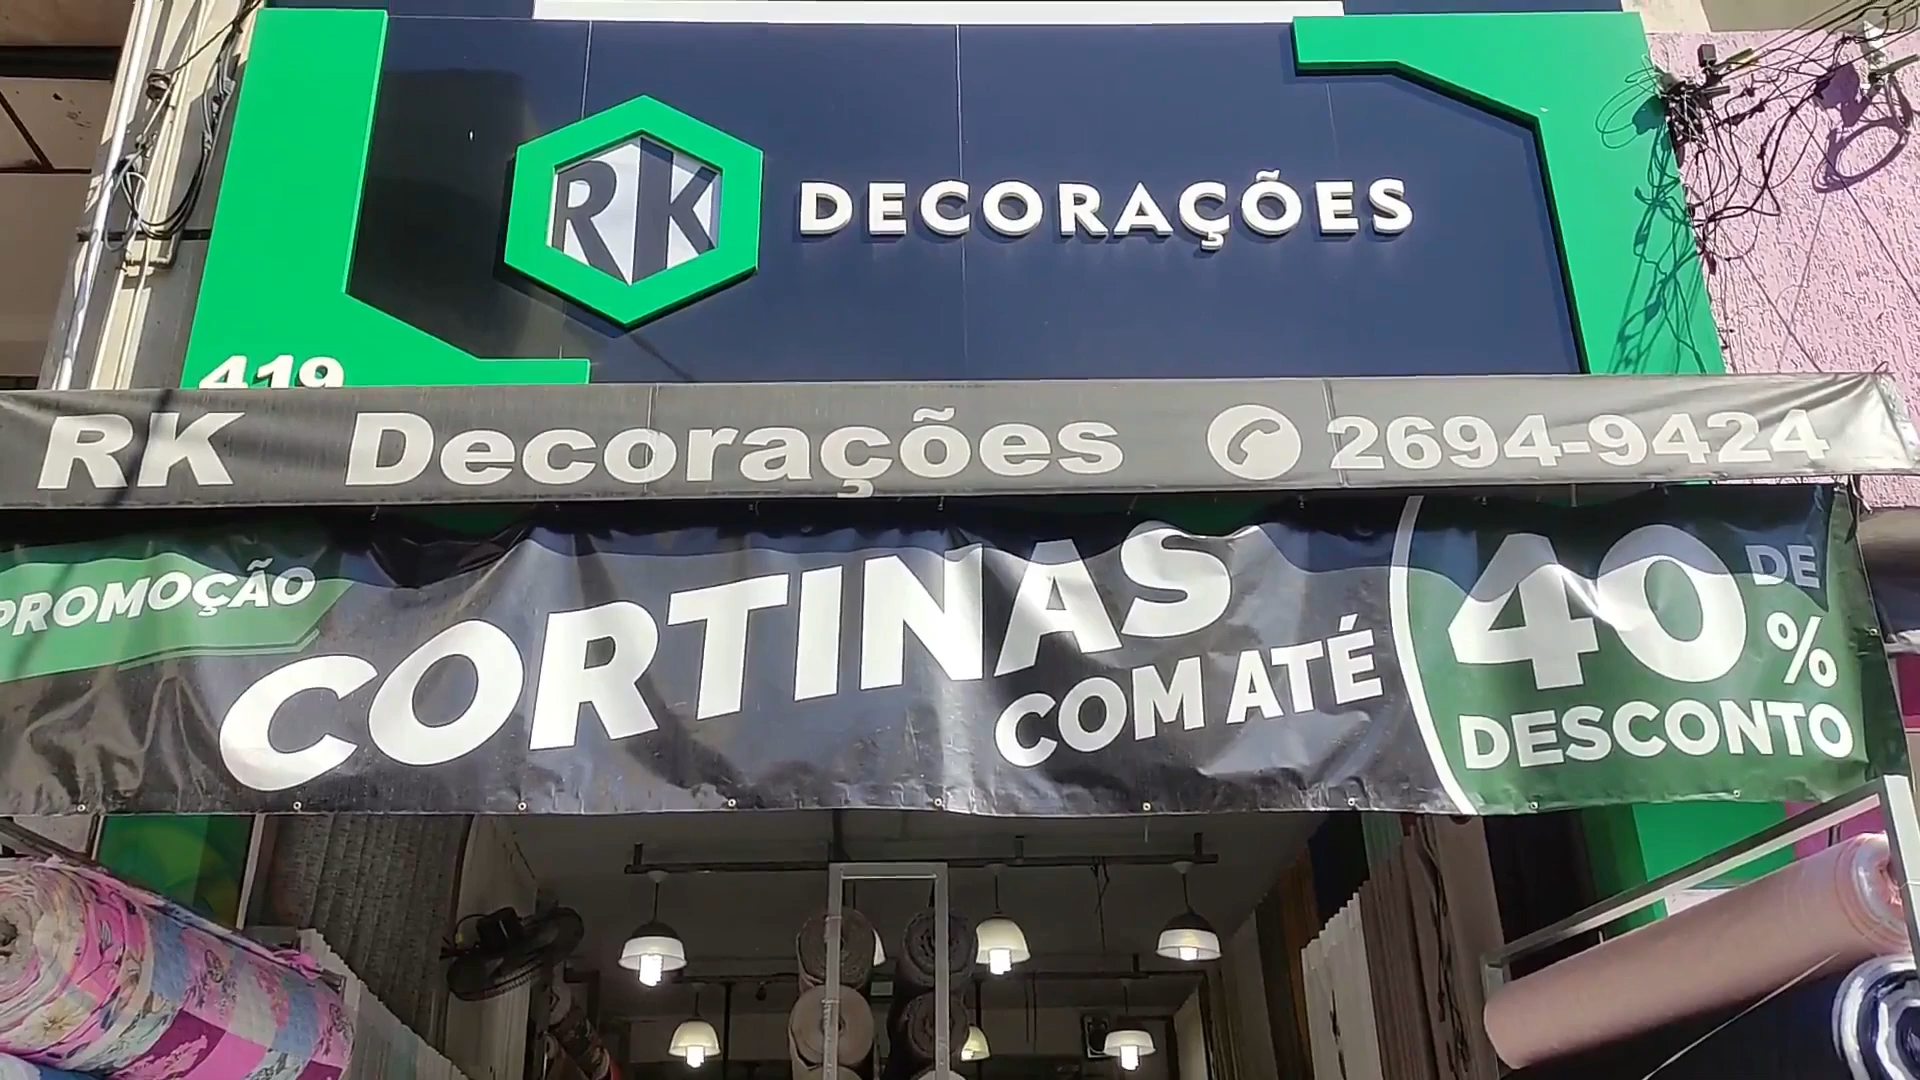 RK
DECORAÇÕES
419
RK Decorações 2694-9424
PROMOÇÃO
CORTINAS
COM ATÉ
40% DE
DESCONTO